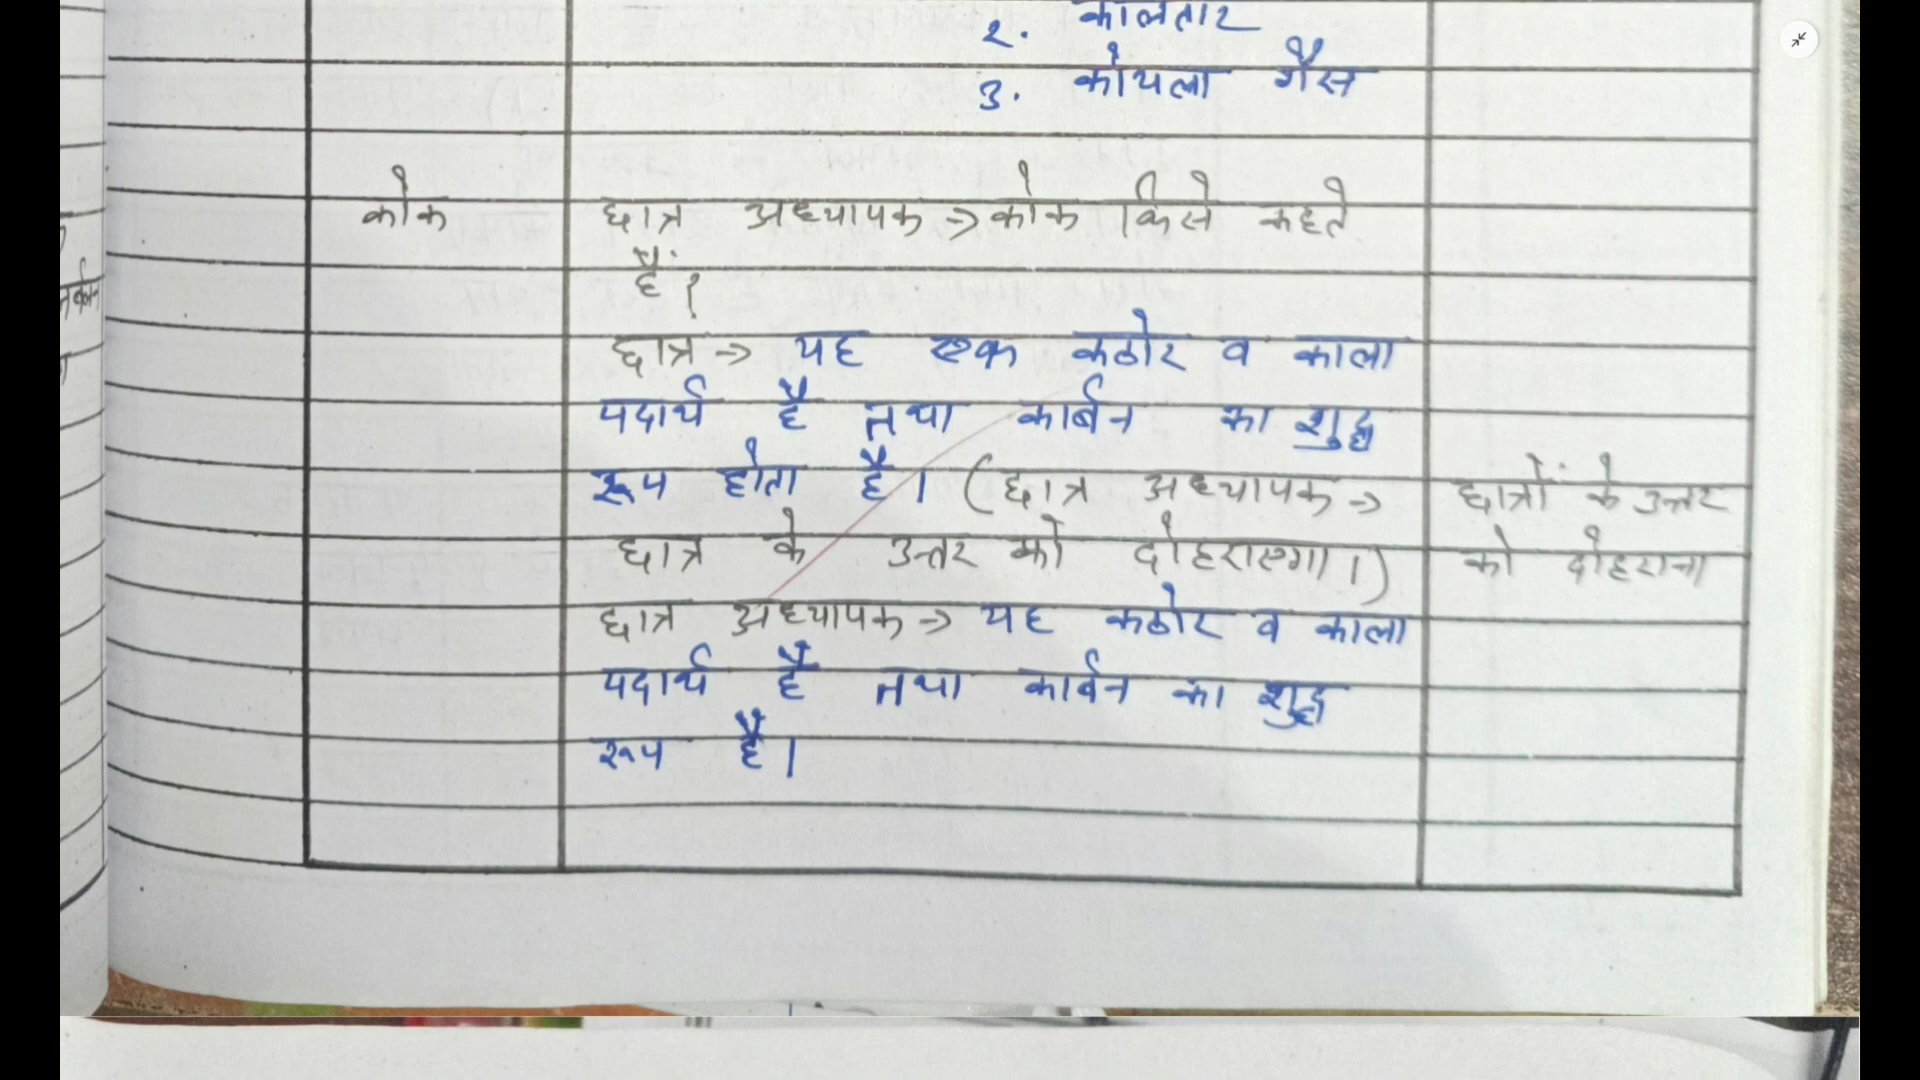 2. कोलतार
3. कोयला गैस
कोक छात्र अध्यापक → कोक किसे कहते
हैं?
छात्र → यह एक कठोर व काला
पदार्थ है तथा कार्बन का शुद्ध
रूप होता है। (छात्र अध्यापक → छात्रों के उत्तर
छात्र के उत्तर को दोहराएगा।) को दोहराना
छात्र अध्यापक → यह कठोर व काला
पदार्थ है तथा कार्बन का शुद्ध
रूप है।